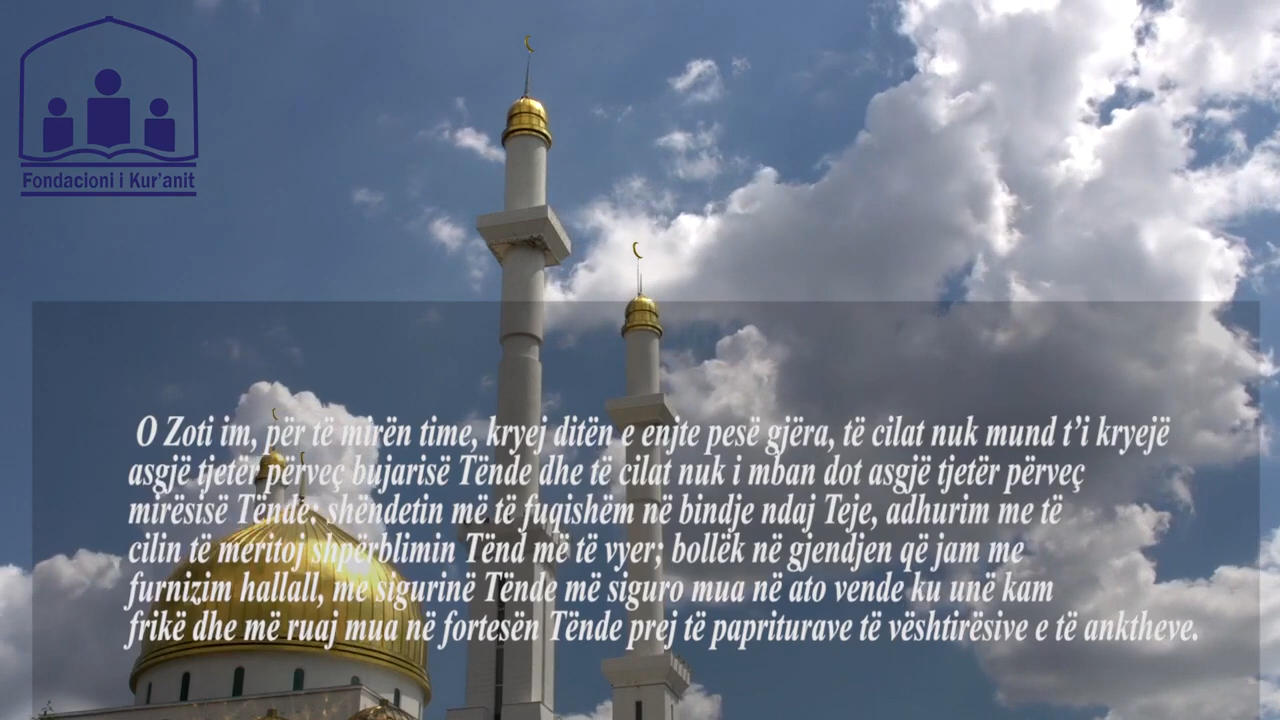 Fondacioni i Kur'anit
O Zoti im, për të mirën time, kryej ditën e enjte pesë gjëra, të cilat nuk mund t'i kryejë
asgjë tjetër përveç bujarisë Tënde dhe të cilat nuk i mban dot asgjë tjetër përveç
mirësisë Tënde, shëndetin më të fuqishëm në bindje ndaj Teje, adhurim me të
cilin të meritoj shpërblimin Tënd më të vyer; bollëk në gjendjen që jam me
furnizim hallall, me sigurinë Tënde më siguro mua në ato vende ku unë kam
frikë dhe më ruaj mua në fortesën Tënde prej të papriturave të vështirësive e të anktheve.